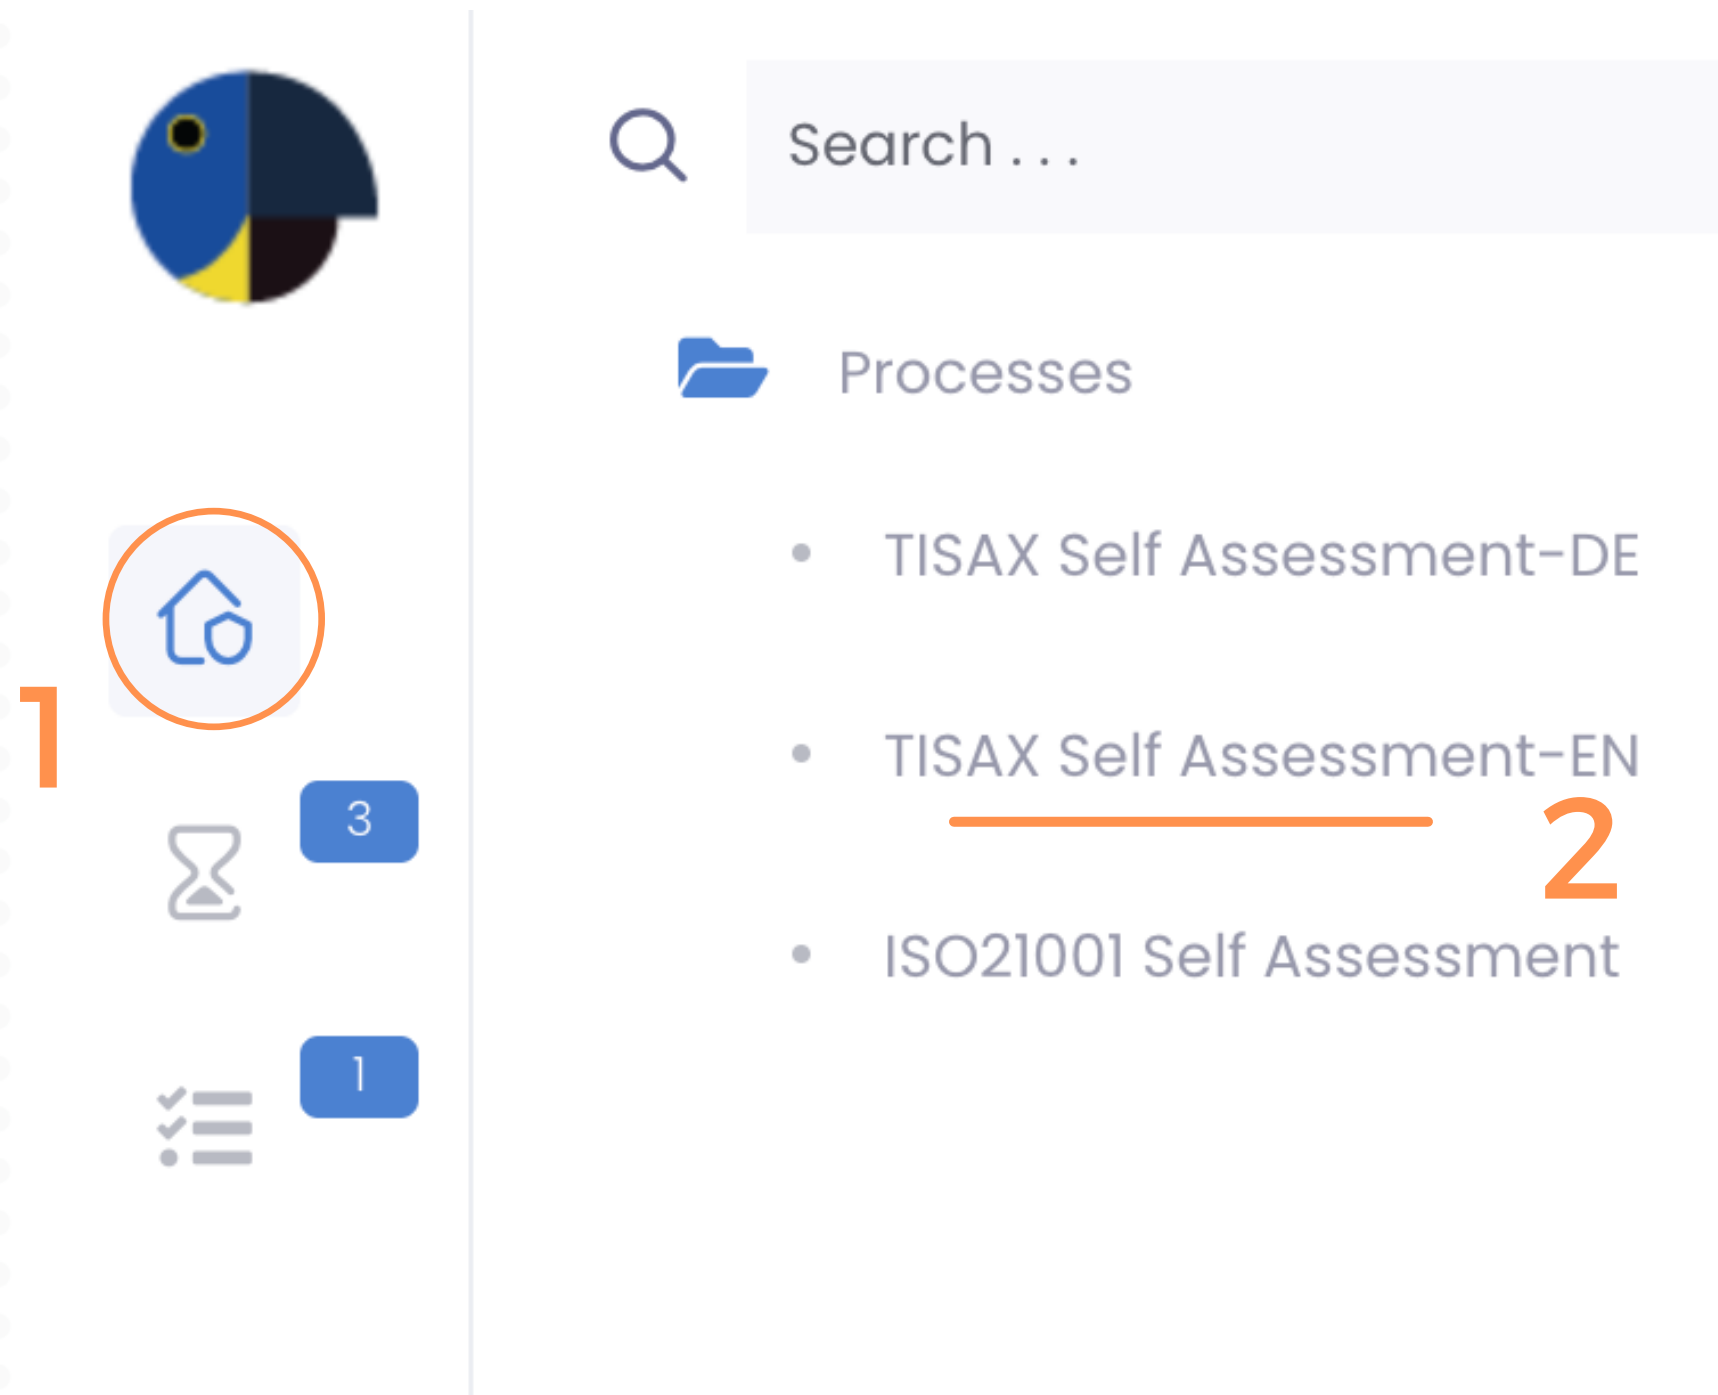 Search . . .
Processes
TISAX Self Assessment-DE
1
TISAX Self Assessment-EN
3
2
ISO21001 Self Assessment
1